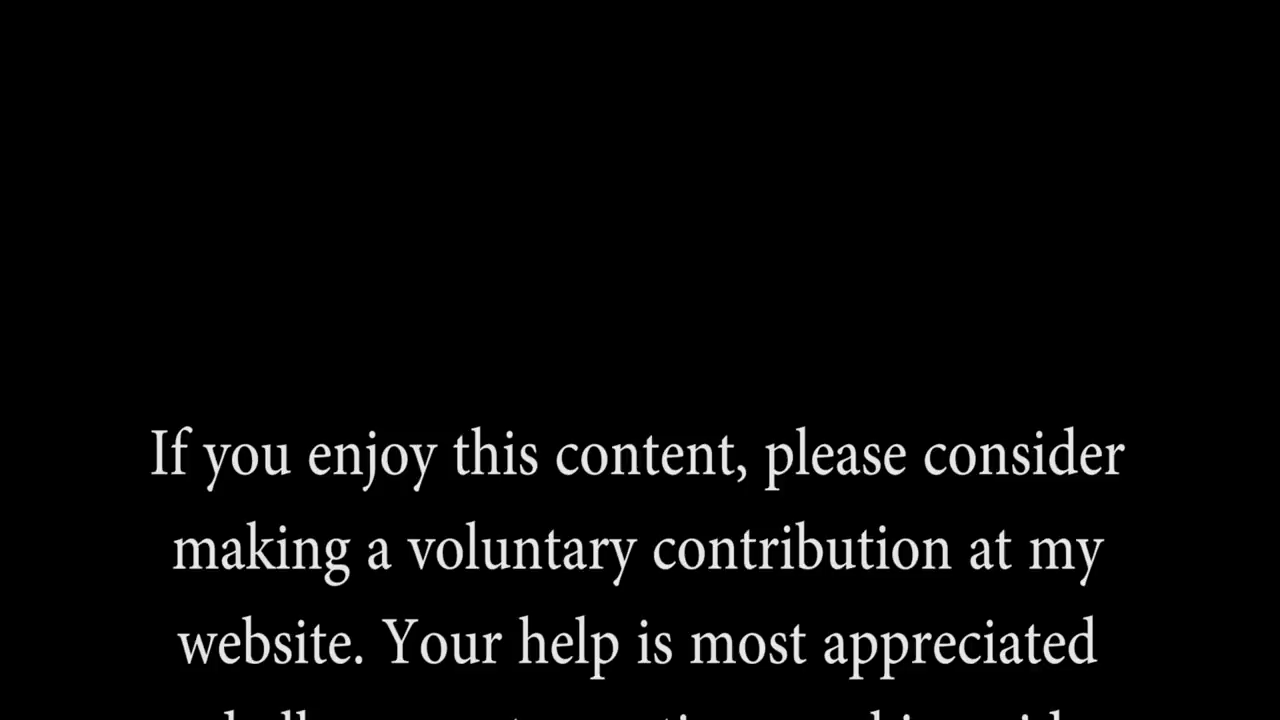 If you enjoy this content, please consider
making a voluntary contribution at my
website. Your help is most appreciated